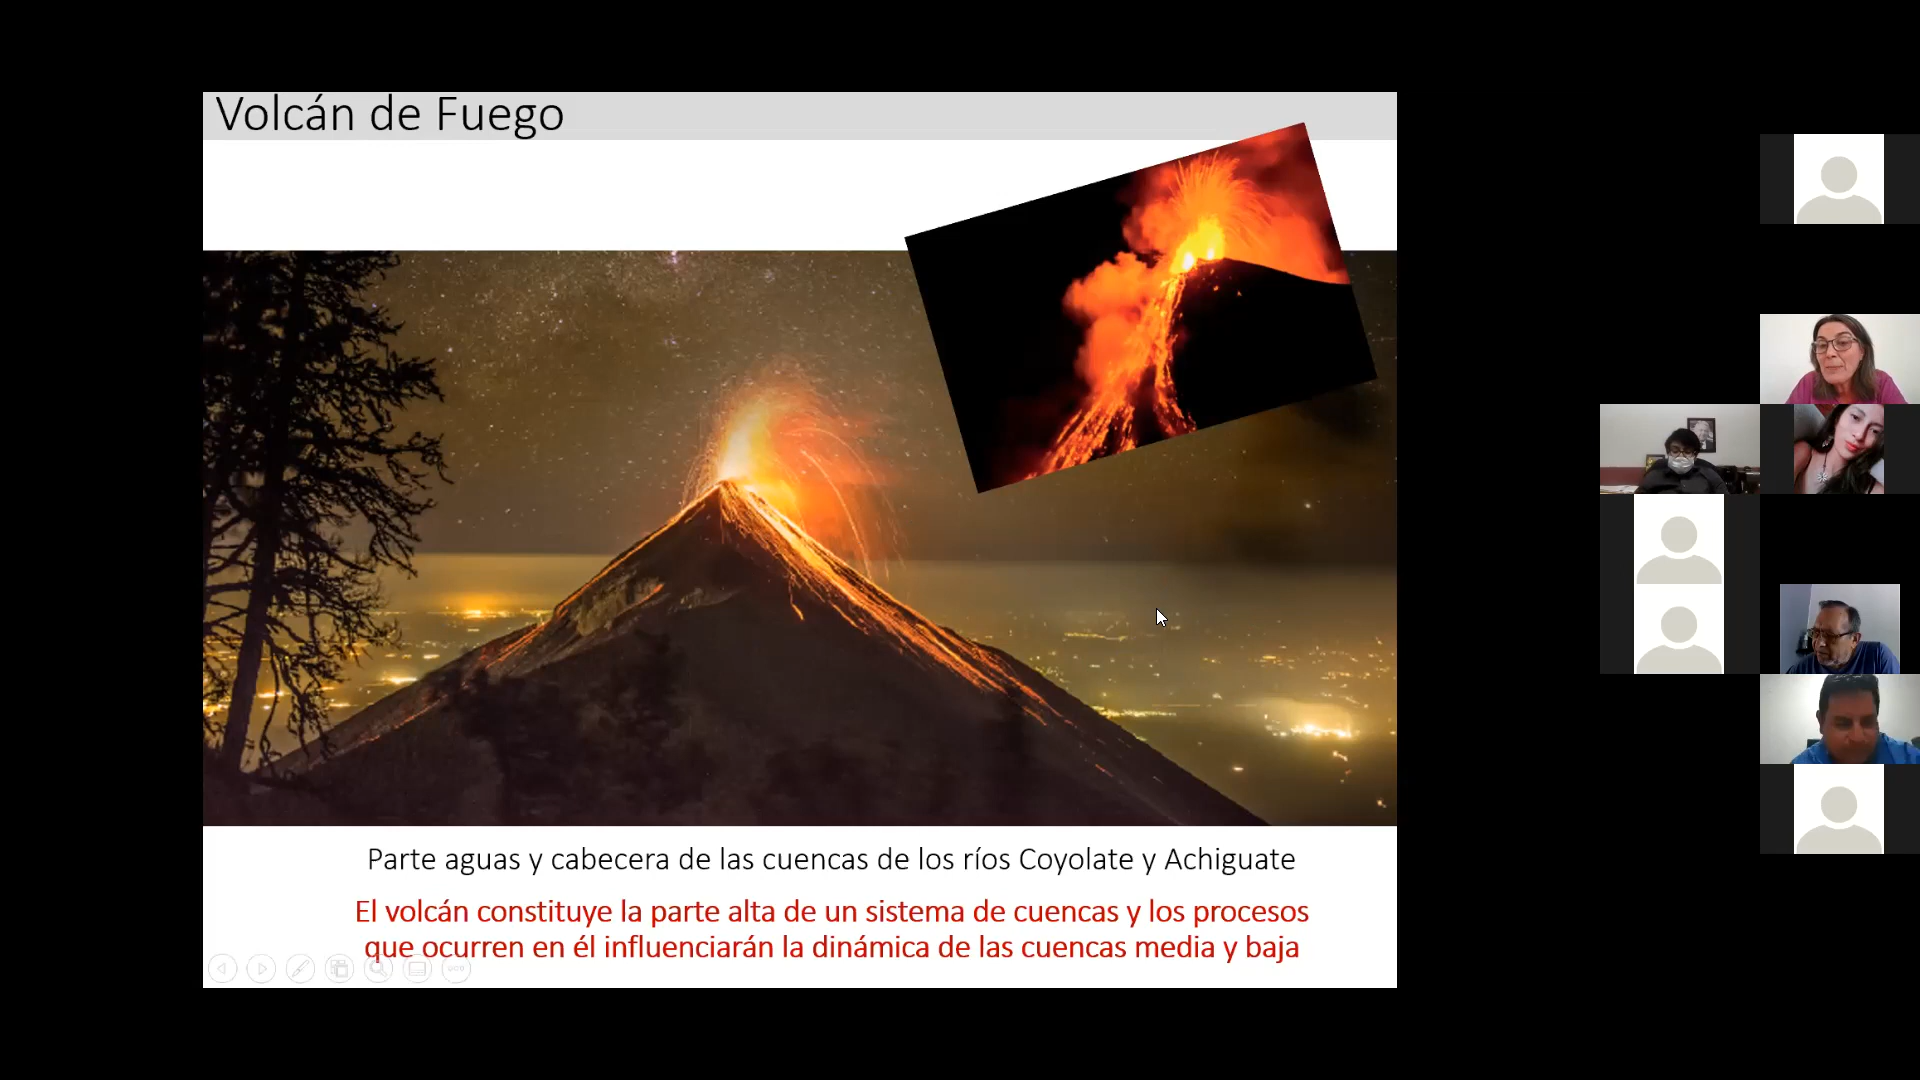 Volcán de Fuego
Parte aguas y cabecera de las cuencas de los ríos Coyolate y Achiguate
El volcán constituye la parte alta de un sistema de cuencas y los procesos
que ocurren en él influenciarán la dinámica de las cuencas media y baja